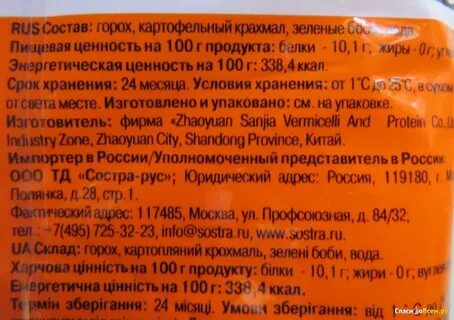 RUS Состав: горох, картофельный крахмал, зеленые бобы, вода.
Пищевая ценность на 100 г продукта: белки - 10,1 г; жиры - 0 г;
Энергетическая ценность на 100 г: 338,4 ккал.
Срок хранения: 24 месяца. Условия хранения: от 1°С до 25°С, в сухом
от света месте. Изготовлено и упаковано: см. на упаковке.
Изготовитель: фирма «Zhaoyuan Sanjia Vermicelli And Protein Co.,
Industry Zone, Zhaoyuan City, Shandong Province, Китай.
Импортер в России/Уполномоченный представитель в России:
ООО ТД «Состра-рус»; Юридический адрес: Россия, 119180, г.
Полянка, д.28, стр.1.
Фактический адрес: 117485, Москва, ул. Профсоюзная, д. 84/32;
тел.: +7(495) 725-32-23, info@sostra.ru, www.sostra.ru.
UA Склад: горох, картопляний крохмаль, зелені боби, вода.
Харчова цінність на 100 г продукту: білки - 10,1 г; жири - 0 г;
Енергетична цінність на 100 г: 338,4 ккал.
Термін зберігання: 24 місяці. Умови зберігання: від